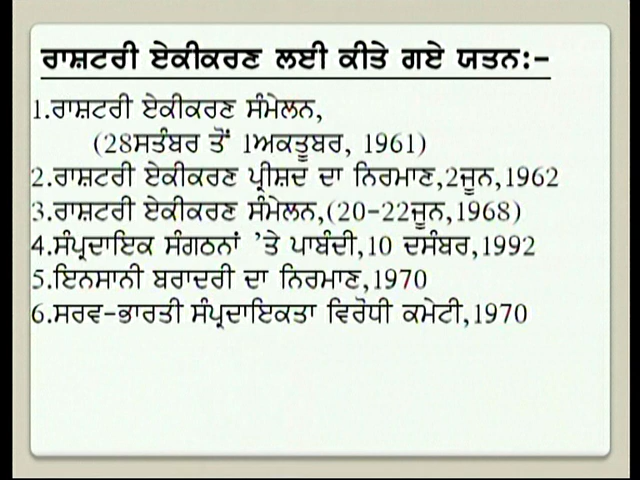 ਰਾਸ਼ਟਰੀ ਏਕੀਕਰਣ ਲਈ ਕੀਤੇ ਗਏ ਯਤਨ:-
1.ਰਾਸ਼ਟਰੀ ਏਕੀਕਰਣ ਸੰਮੇਲਨ,
(28ਸਤੰਬਰ ਤੋਂ 1ਅਕਤੂਬਰ, 1961)
2.ਰਾਸ਼ਟਰੀ ਏਕੀਕਰਣ ਪ੍ਰੀਸ਼ਦ ਦਾ ਨਿਰਮਾਣ,2ਜੂਨ,1962
3.ਰਾਸ਼ਟਰੀ ਏਕੀਕਰਣ ਸੰਮੇਲਨ,(20-22ਜੂਨ,1968)
4.ਸੰਪ੍ਰਦਾਇਕ ਸੰਗਠਨਾਂ ’ਤੇ ਪਾਬੰਦੀ,10 ਦਸੰਬਰ,1992
5.ਇਨਸਾਨੀ ਬਰਾਦਰੀ ਦਾ ਨਿਰਮਾਣ,1970
6.ਸਰਵ-ਭਾਰਤੀ ਸੰਪ੍ਰਦਾਇਕਤਾ ਵਿਰੋਧੀ ਕਮੇਟੀ,1970